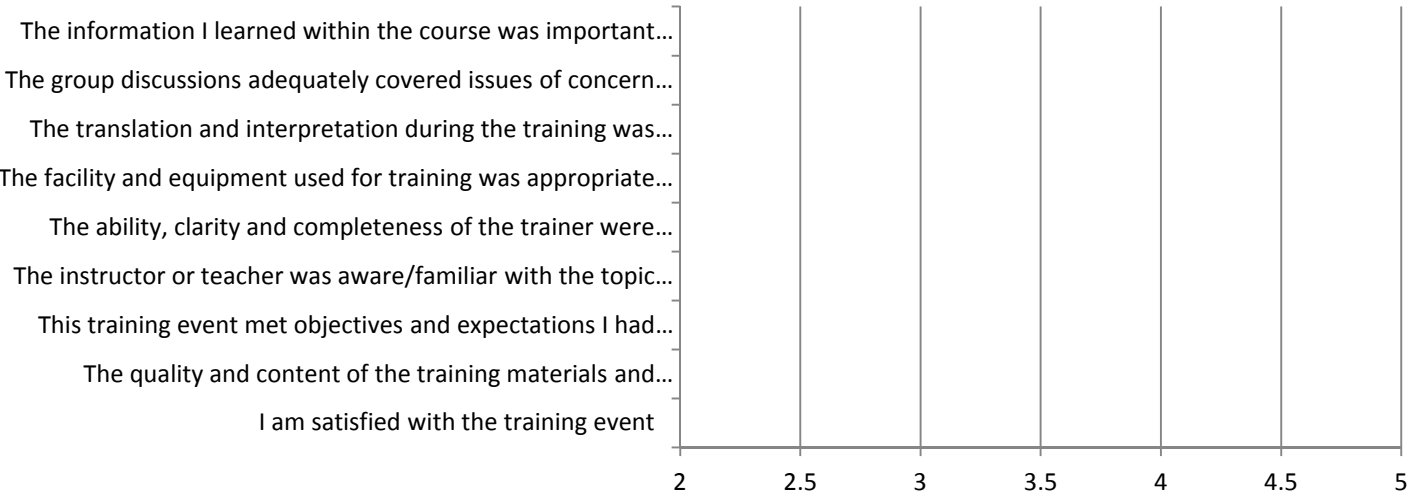 The information I learned within the course was important…
The group discussions adequately covered issues of concern…
The translation and interpretation during the training was…
The facility and equipment used for training was appropriate…
The ability, clarity and completeness of the trainer were…
The instructor or teacher was aware/familiar with the topic…
This training event met objectives and expectations I had…
The quality and content of the training materials and…
I am satisfied with the training event
2 2.5 3 3.5 4 4.5 5